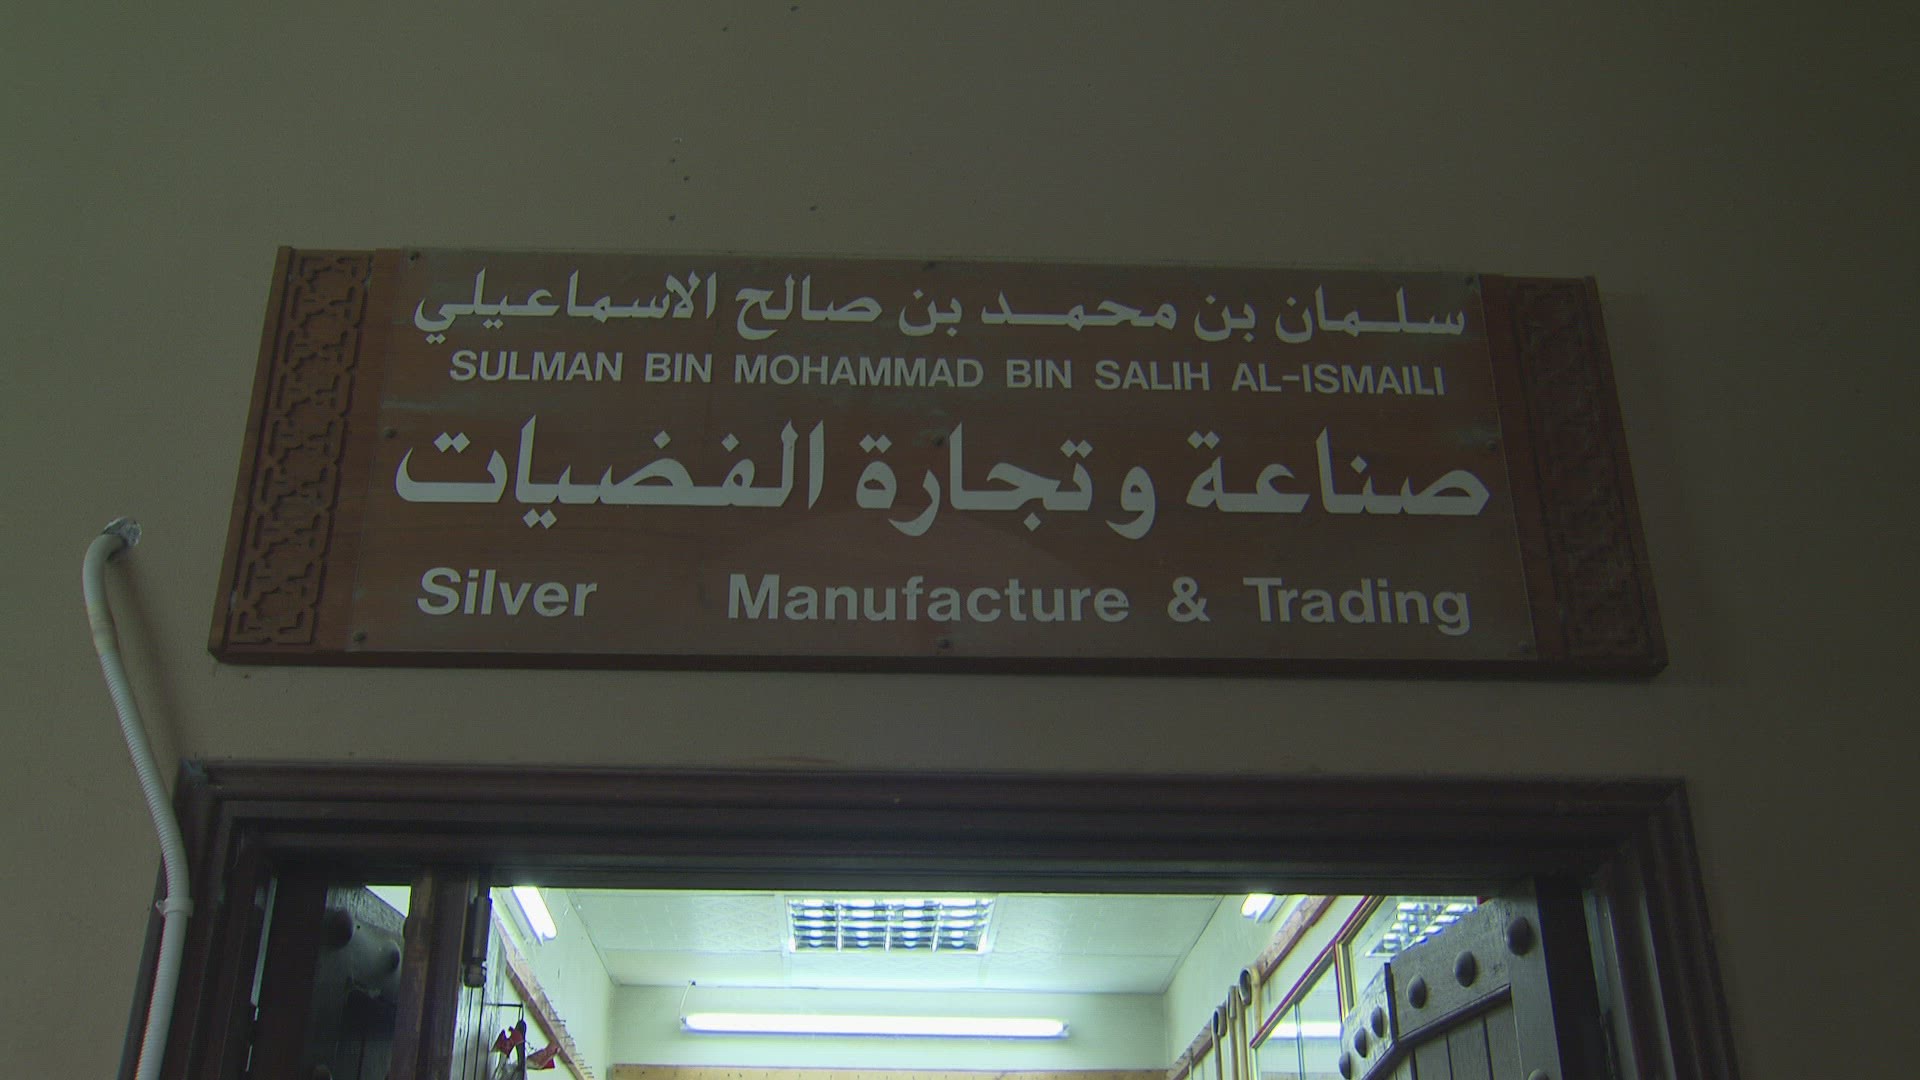 سلمان بن محمد بن صالح الاسماعيلي
SULMAN BIN MOHAMMAD BIN SALIH AL-ISMAILI
صناعة وتجارة الفضيات
Silver Manufacture & Trading